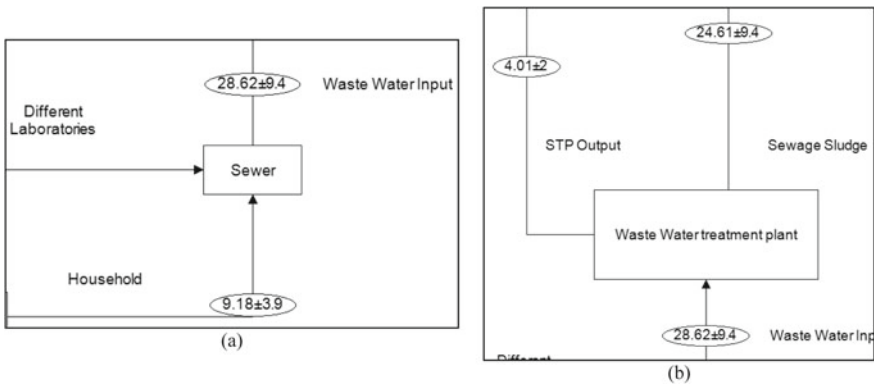 28.62±9.4
Waste Water Input
Different
Laboratories
Sewer
Household
9.18±3.9
(a)
24.61±9.4
4.01±2
STP Output
Sewage Sludge
Waste Water treatment plant
28.62±9.4
Waste Water Inp
Different
(b)